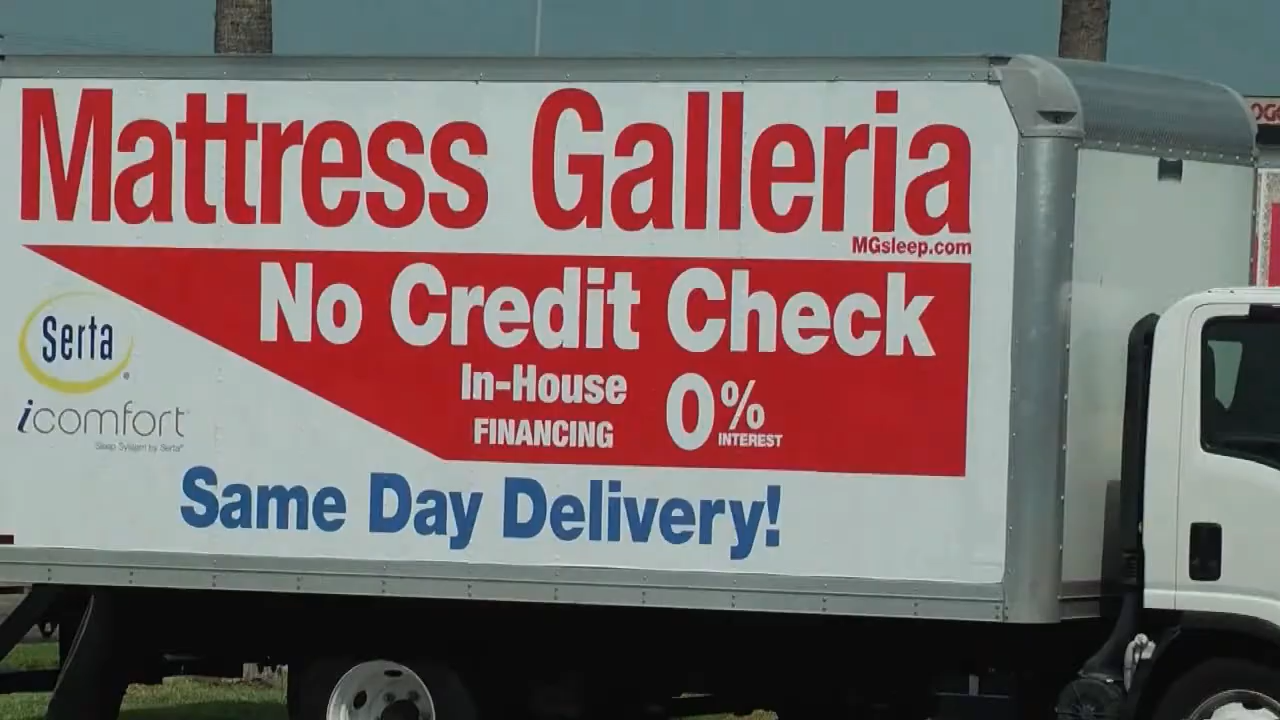 Mattress Galleria
MGsleep.com
No Credit Check
In-House
FINANCING
0%
INTEREST
Serta®
icomfort
Sleep System by Serta®
Same Day Delivery!